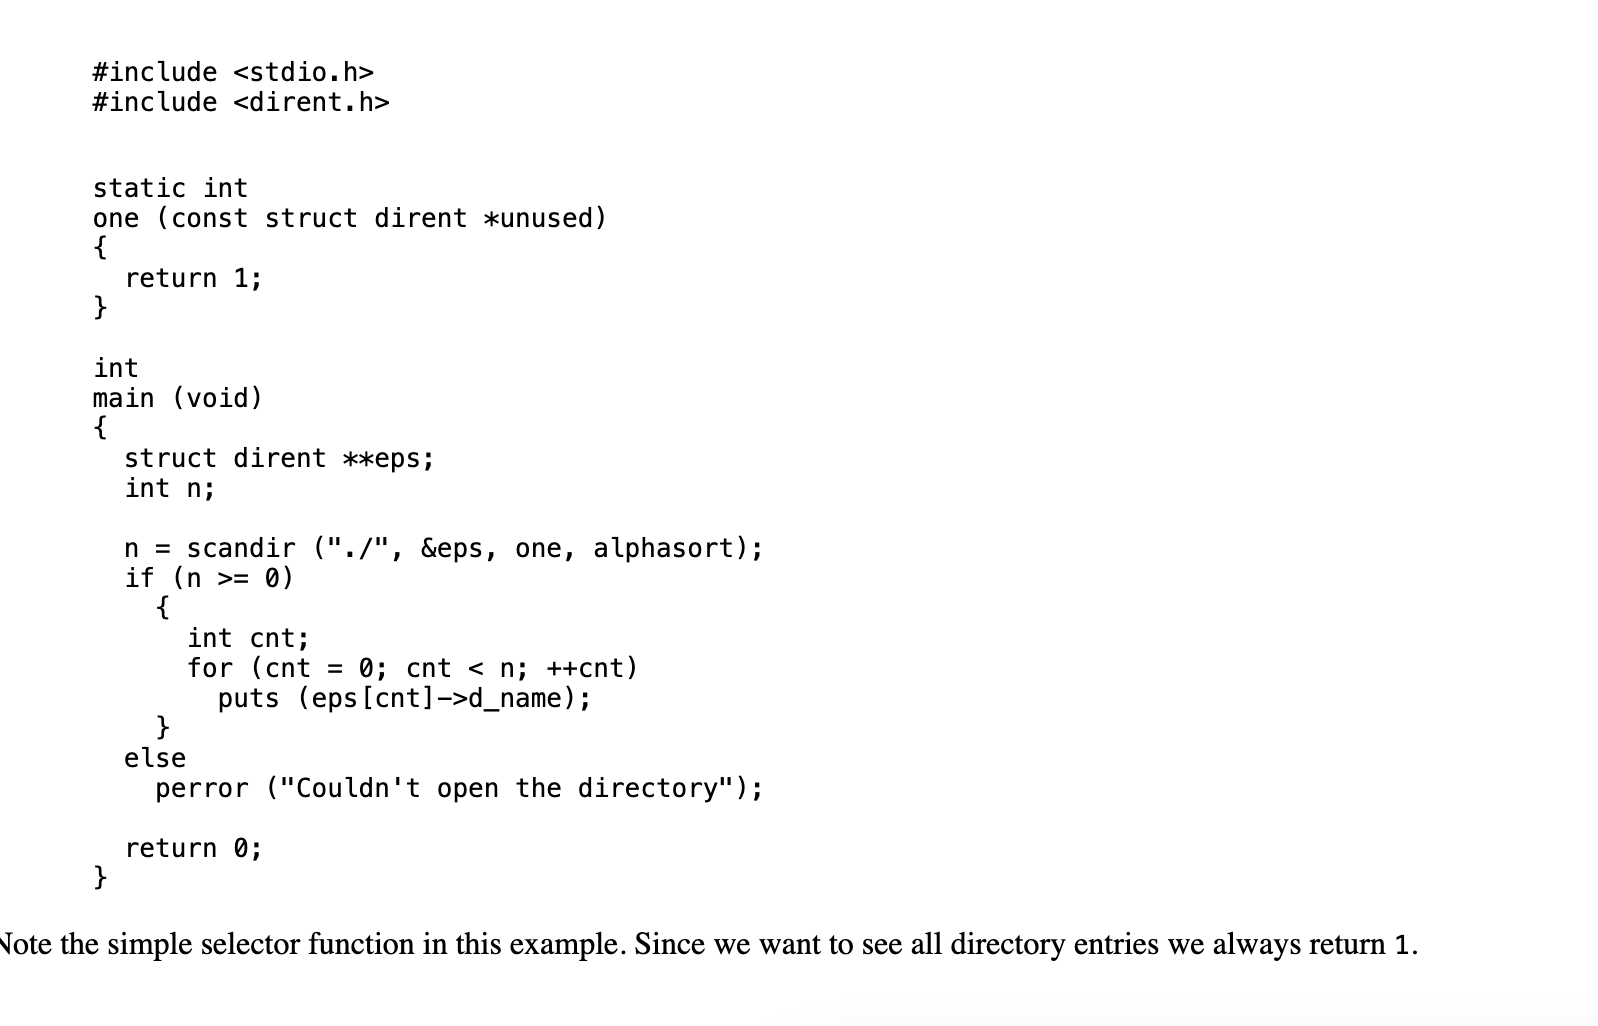 #include <stdio.h>
#include <dirent.h>
static int
one (const struct dirent *unused)
{
  return 1;
}
int
main (void)
{
  struct dirent **eps;
  int n;
  n = scandir ("./", &eps, one, alphasort);
  if (n >= 0)
    {
      int cnt;
      for (cnt = 0; cnt < n; ++cnt)
        puts (eps[cnt]->d_name);
    }
  else
    perror ("Couldn't open the directory");
  return 0;
}
Note the simple selector function in this example. Since we want to see all directory entries we always return 1.